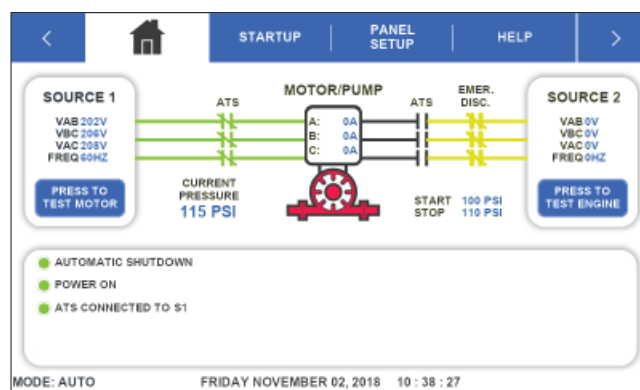 STARTUP
PANEL
SETUP
HELP
SOURCE 1
VAB 202V
VBC 206V
VAC 208V
FREQ 60HZ
PRESS TO
TEST MOTOR
ATS
MOTOR/PUMP
A: 0A
B: 0A
C: 0A
CURRENT
PRESSURE
115 PSI
ATS
EMER.
DISC.
START 100 PSI
STOP 110 PSI
SOURCE 2
VAB 0V
VBC 0V
VAC 0V
FREQ 0HZ
PRESS TO
TEST ENGINE
AUTOMATIC SHUTDOWN
POWER ON
ATS CONNECTED TO S1
MODE: AUTO
FRIDAY NOVEMBER 02, 2018 10 : 38 : 27